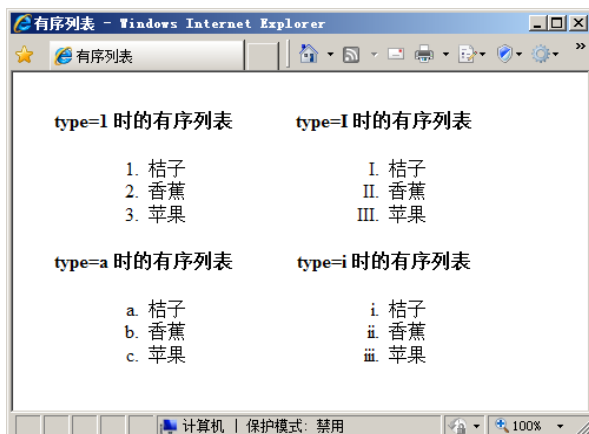 有序列表 - Windows Internet Explorer
有序列表
type=1 时的有序列表
1. 桔子
2. 香蕉
3. 苹果
type=I 时的有序列表
I. 桔子
II. 香蕉
III. 苹果
type=a 时的有序列表
a. 桔子
b. 香蕉
c. 苹果
type=i 时的有序列表
i. 桔子
ii. 香蕉
iii. 苹果
计算机 | 保护模式: 禁用
100%